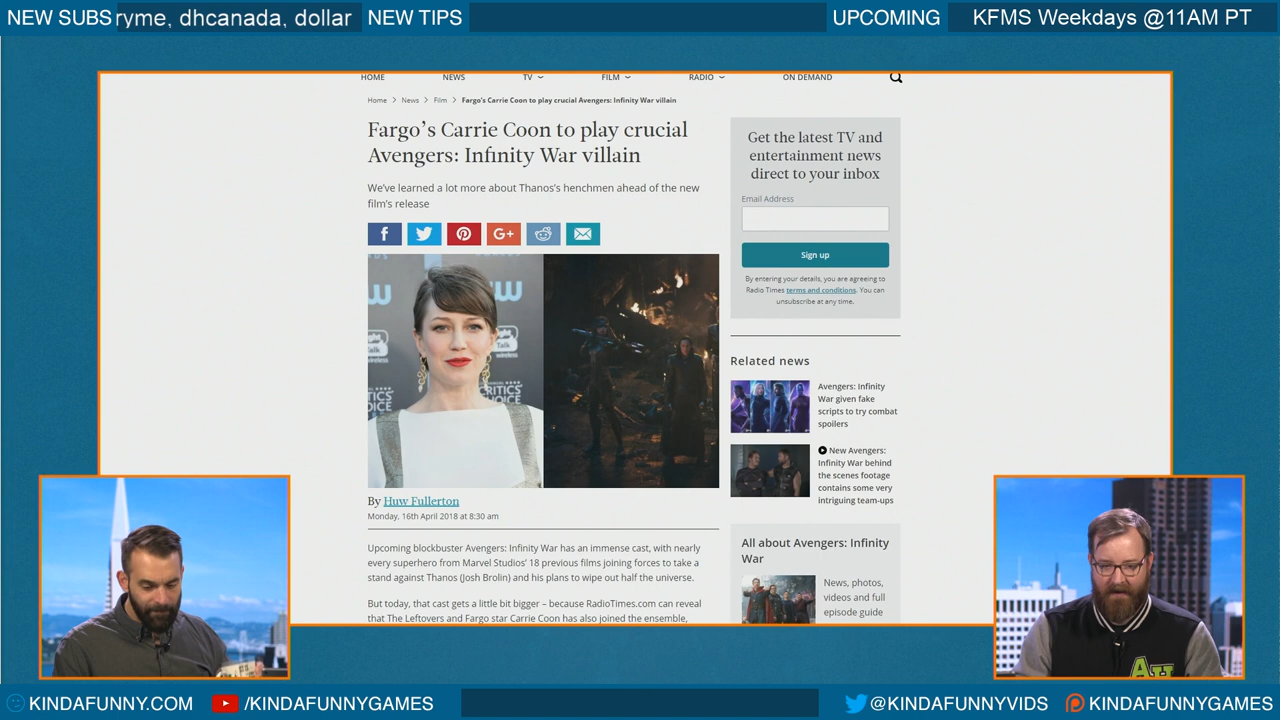 NEW SUBS
ryme, dhcanada, dollar
NEW TIPS
UPCOMING
KFMS Weekdays @11AM PT
HOME
NEWS
TV
FILM
RADIO
ON DEMAND
Home > News > Film > Fargo's Carrie Coon to play crucial Avengers: Infinity War villain
Fargo's Carrie Coon to play crucial
Avengers: Infinity War villain
We've learned a lot more about Thanos's henchmen ahead of the new
film's release
f
G+
Talk
wireless
CRITICS
CHOICE
By Huw Fullerton
Monday, 16th April 2018 at 8:30 am
Upcoming blockbuster Avengers: Infinity War has an immense cast, with nearly
every superhero from Marvel Studios' 18 previous films joining forces to take a
stand against Thanos (Josh Brolin) and his plans to wipe out half the universe.
But today, that cast gets a little bit bigger – because RadioTimes.com can reveal
that The Leftovers and Fargo star Carrie Coon has also joined the ensemble,
Get the latest TV and
entertainment news
direct to your inbox
Email Address
Sign up
By entering your details, you are agreeing to
Radio Times terms and conditions. You can
unsubscribe at any time.
Related news
Avengers: Infinity
War given fake
scripts to try combat
spoilers
New Avengers:
Infinity War behind
the scenes footage
contains some very
intriguing team-ups
All about Avengers: Infinity
War
News, photos,
videos and full
episode guide
AH
KINDAFUNNY.COM
/KINDAFUNNYGAMES
@KINDAFUNNYVIDS
KINDAFUNNYGAMES